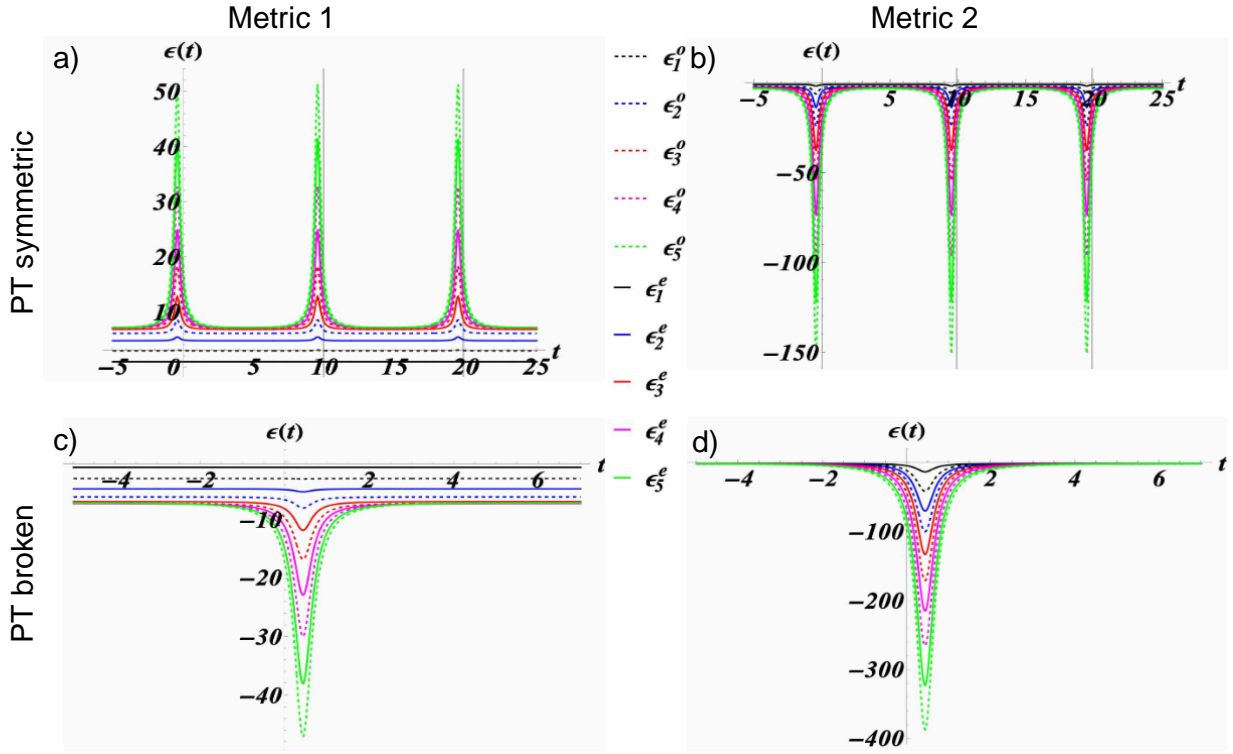 Metric 1
Metric 2
PT symmetric
PT broken
a)
ϵ(t)
50
40
30
20
10
−5
0
5
10
15
20
25
t
b)
ϵ(t)
−5
5
10
15
20
25
t
−50
−100
−150
ϵ₁ᵒ
ϵ₂ᵒ
ϵ₃ᵒ
ϵ₄ᵒ
ϵ₅ᵒ
ϵ₁ᵉ
ϵ₂ᵉ
ϵ₃ᵉ
ϵ₄ᵉ
ϵ₅ᵉ
c)
ϵ(t)
−4
−2
2
4
6
t
−10
−20
−30
−40
d)
ϵ(t)
−4
−2
2
4
6
t
−100
−200
−300
−400